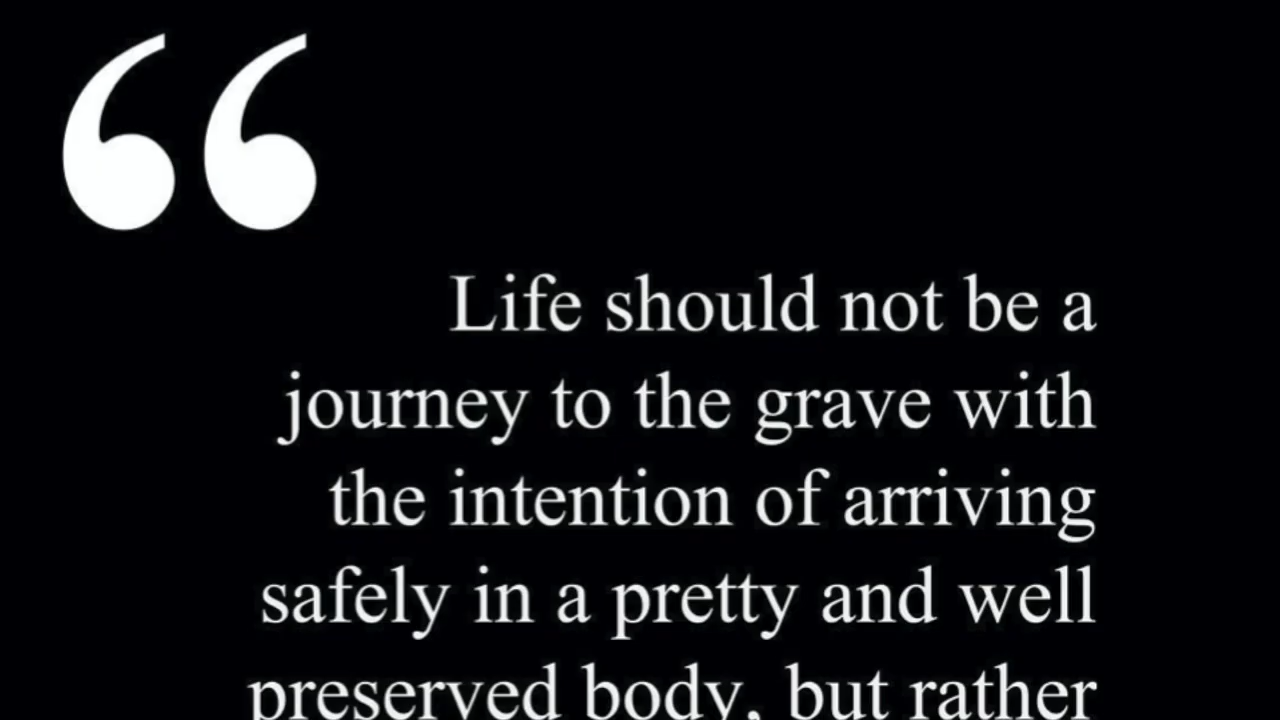 “
Life should not be a
journey to the grave with
the intention of arriving
safely in a pretty and well
preserved body, but rather